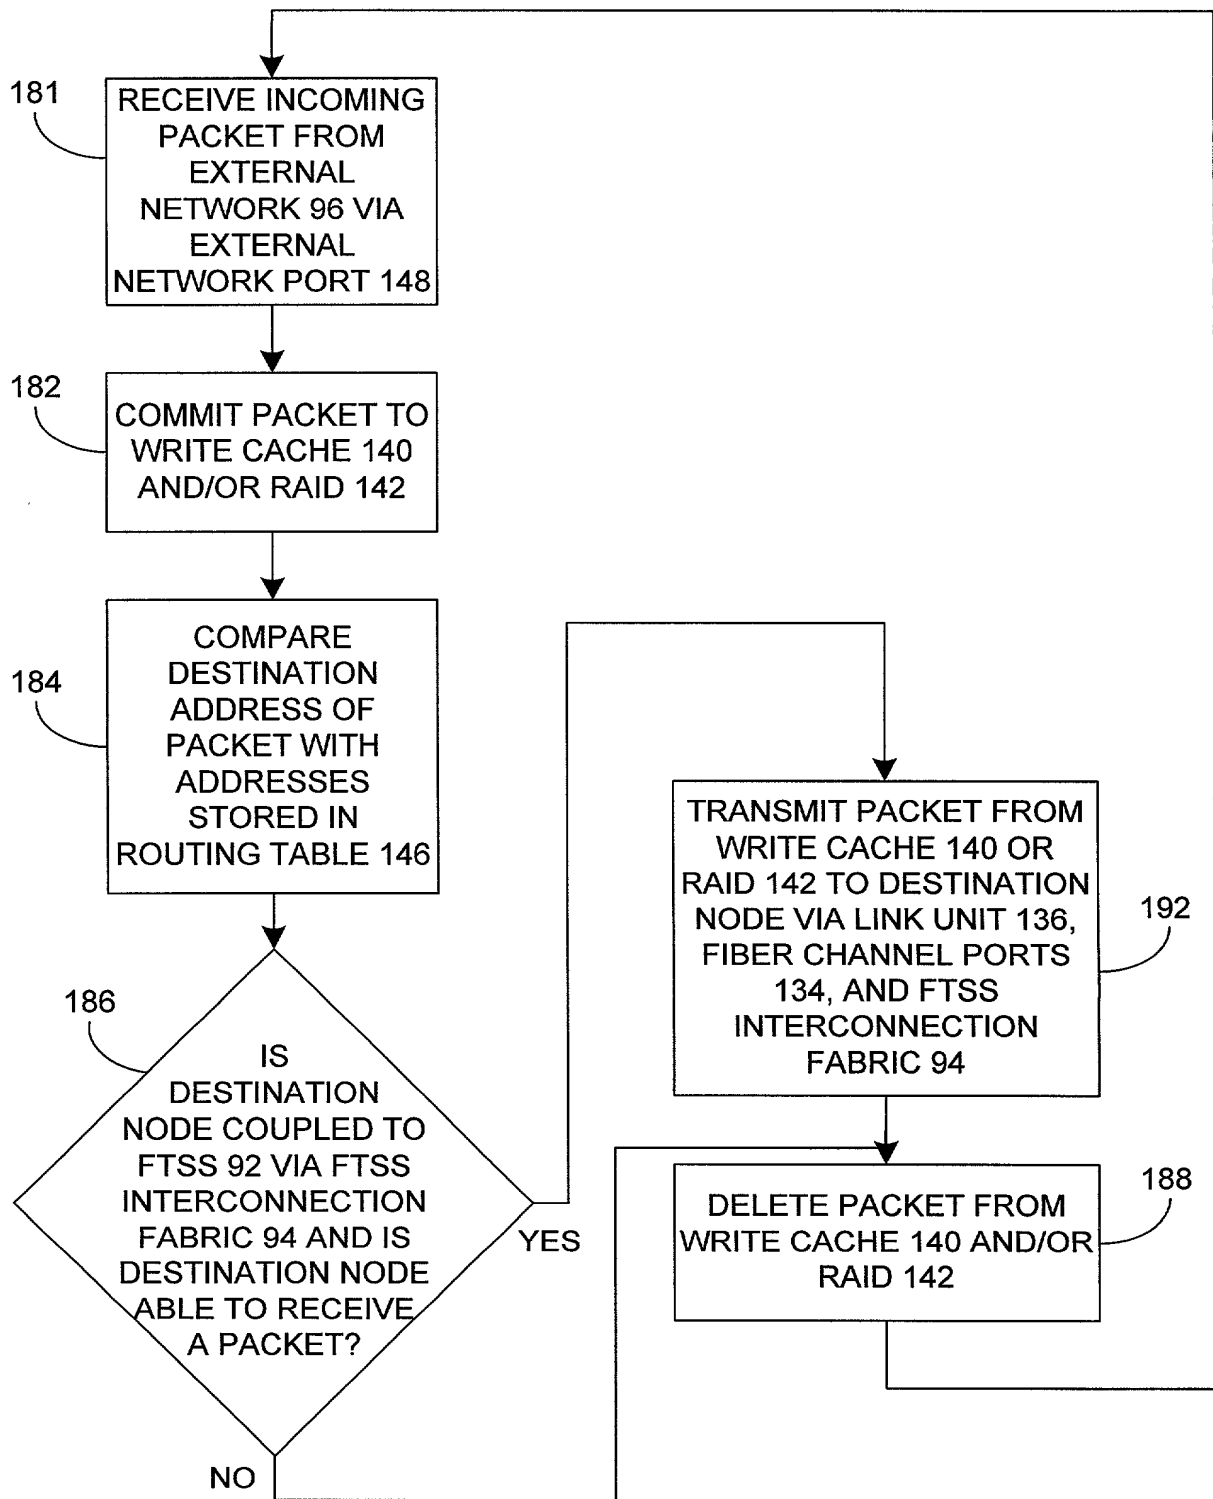 181
RECEIVE INCOMING
PACKET FROM
EXTERNAL
NETWORK 96 VIA
EXTERNAL
NETWORK PORT 148
182
COMMIT PACKET TO
WRITE CACHE 140
AND/OR RAID 142
184
COMPARE
DESTINATION
ADDRESS OF
PACKET WITH
ADDRESSES
STORED IN
ROUTING TABLE 146
186
IS
DESTINATION
NODE COUPLED TO
FTSS 92 VIA FTSS
INTERCONNECTION
FABRIC 94 AND IS
DESTINATION NODE
ABLE TO RECEIVE
A PACKET?
YES
NO
TRANSMIT PACKET FROM
WRITE CACHE 140 OR
RAID 142 TO DESTINATION
NODE VIA LINK UNIT 136,
FIBER CHANNEL PORTS
134, AND FTSS
INTERCONNECTION
FABRIC 94
192
DELETE PACKET FROM
WRITE CACHE 140 AND/OR
RAID 142
188